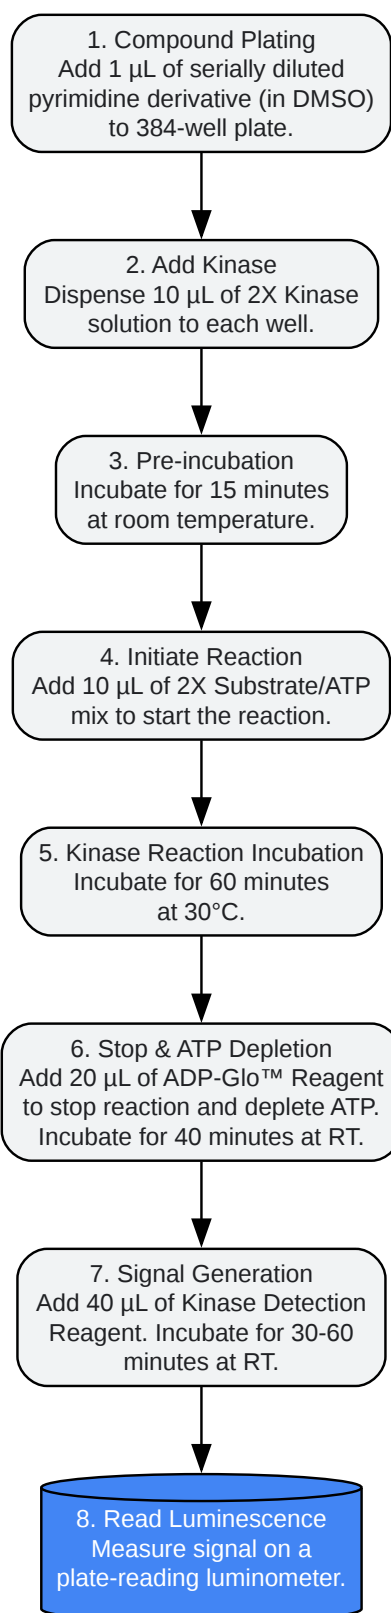 1. Compound Plating
Add 1 µL of serially diluted
pyrimidine derivative (in DMSO)
to 384-well plate.
2. Add Kinase
Dispense 10 µL of 2X Kinase
solution to each well.
3. Pre-incubation
Incubate for 15 minutes
at room temperature.
4. Initiate Reaction
Add 10 µL of 2X Substrate/ATP
mix to start the reaction.
5. Kinase Reaction Incubation
Incubate for 60 minutes
at 30°C.
6. Stop & ATP Depletion
Add 20 µL of ADP-Glo™ Reagent
to stop reaction and deplete ATP.
Incubate for 40 minutes at RT.
7. Signal Generation
Add 40 µL of Kinase Detection
Reagent. Incubate for 30-60
minutes at RT.
8. Read Luminescence
Measure signal on a
plate-reading luminometer.